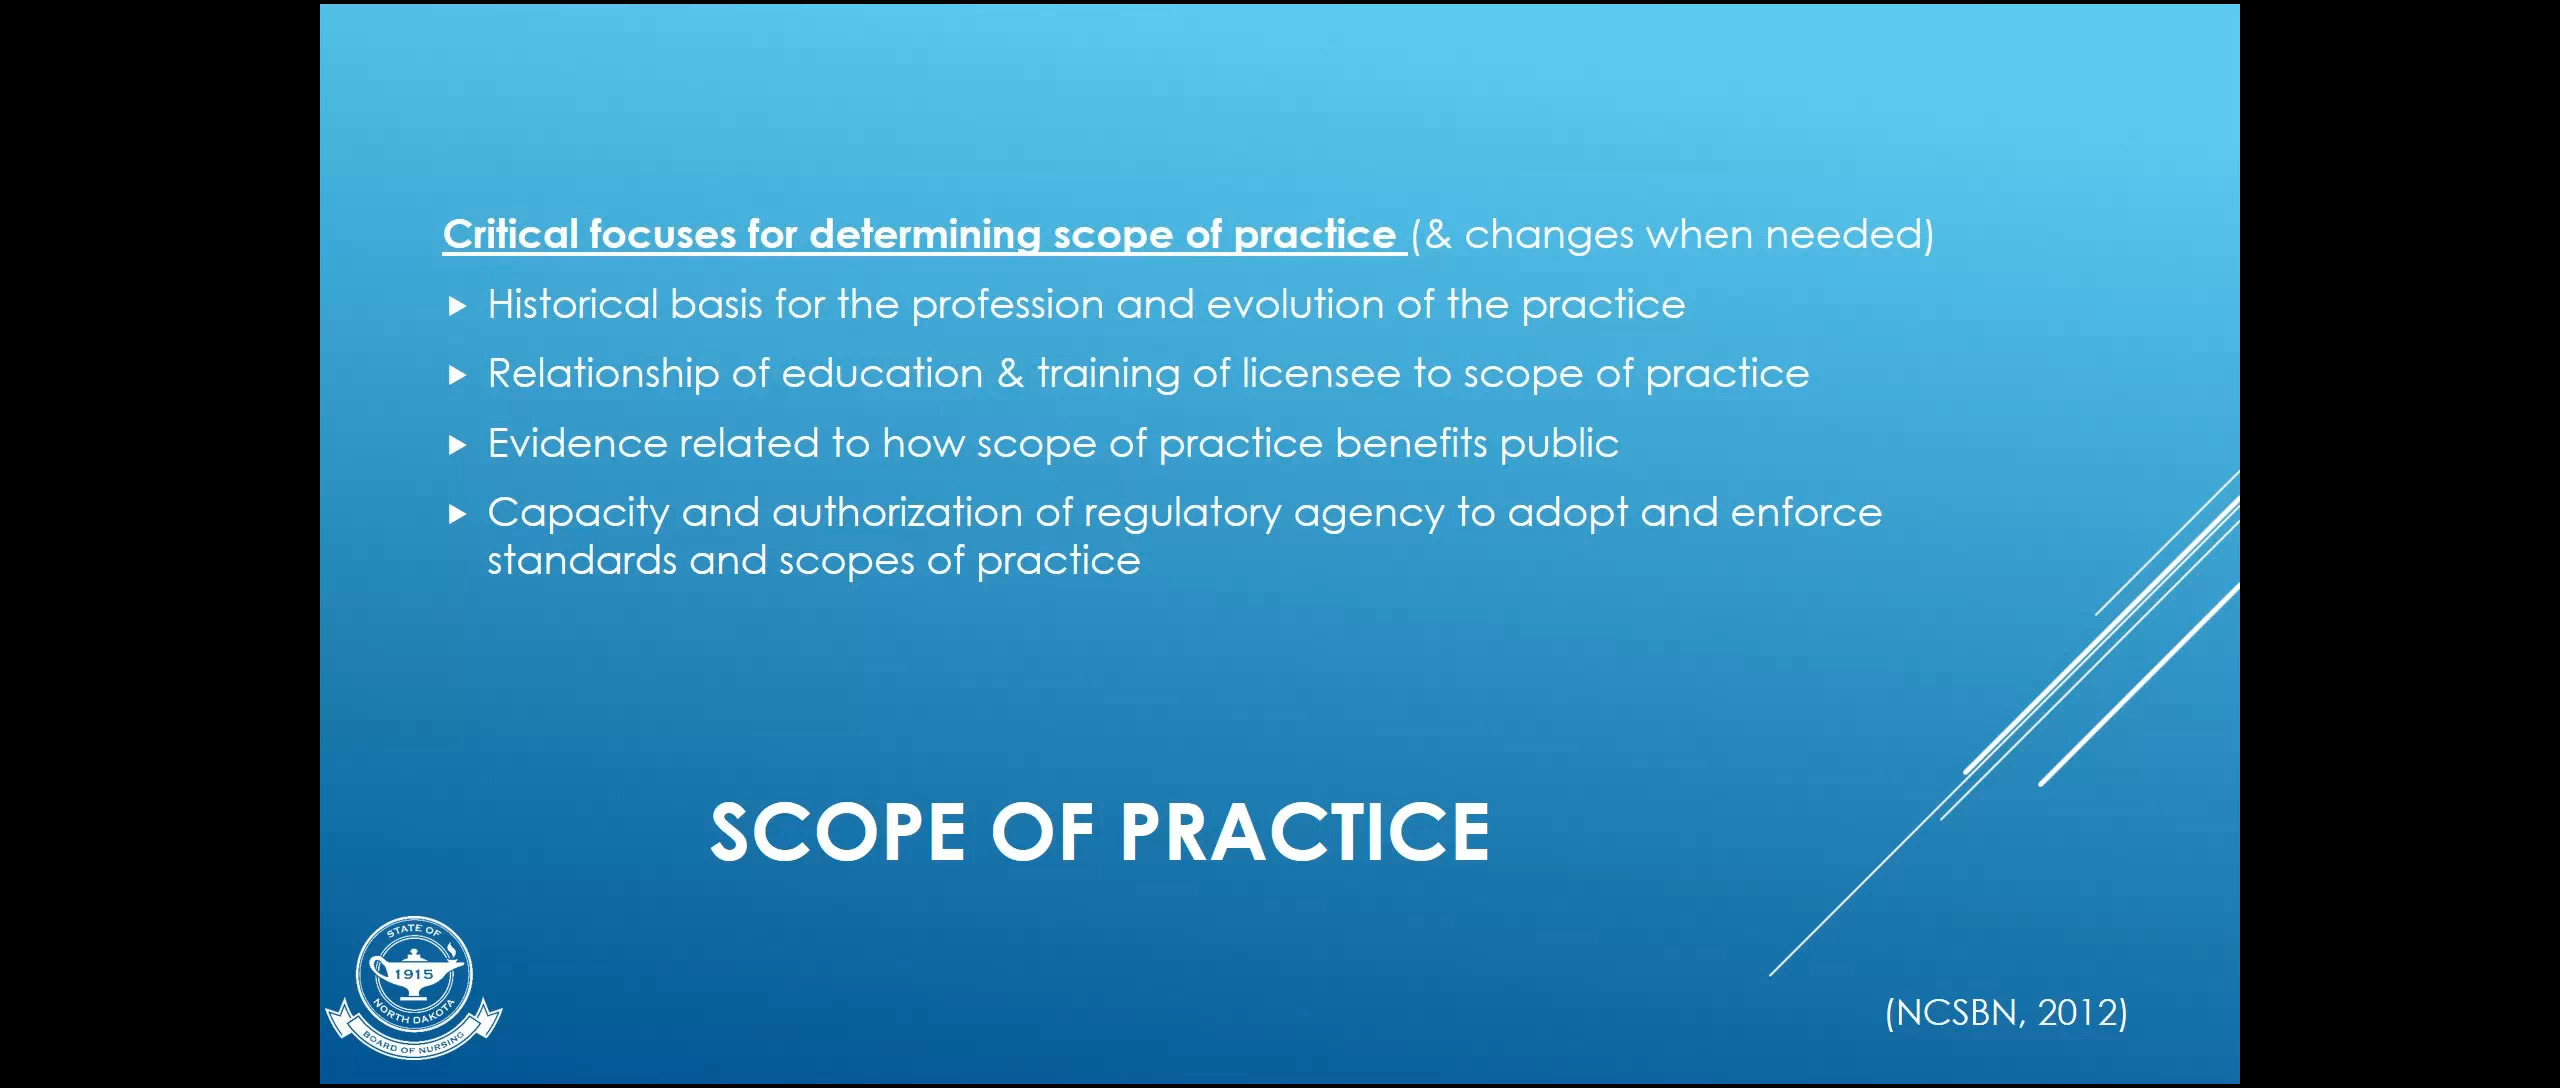 Critical focuses for determining scope of practice (& changes when needed)
Historical basis for the profession and evolution of the practice
Relationship of education & training of licensee to scope of practice
Evidence related to how scope of practice benefits public
Capacity and authorization of regulatory agency to adopt and enforce
standards and scopes of practice
SCOPE OF PRACTICE
STATE OF
1915
NORTH DAKOTA
BOARD OF NURSING
(NCSBN, 2012)